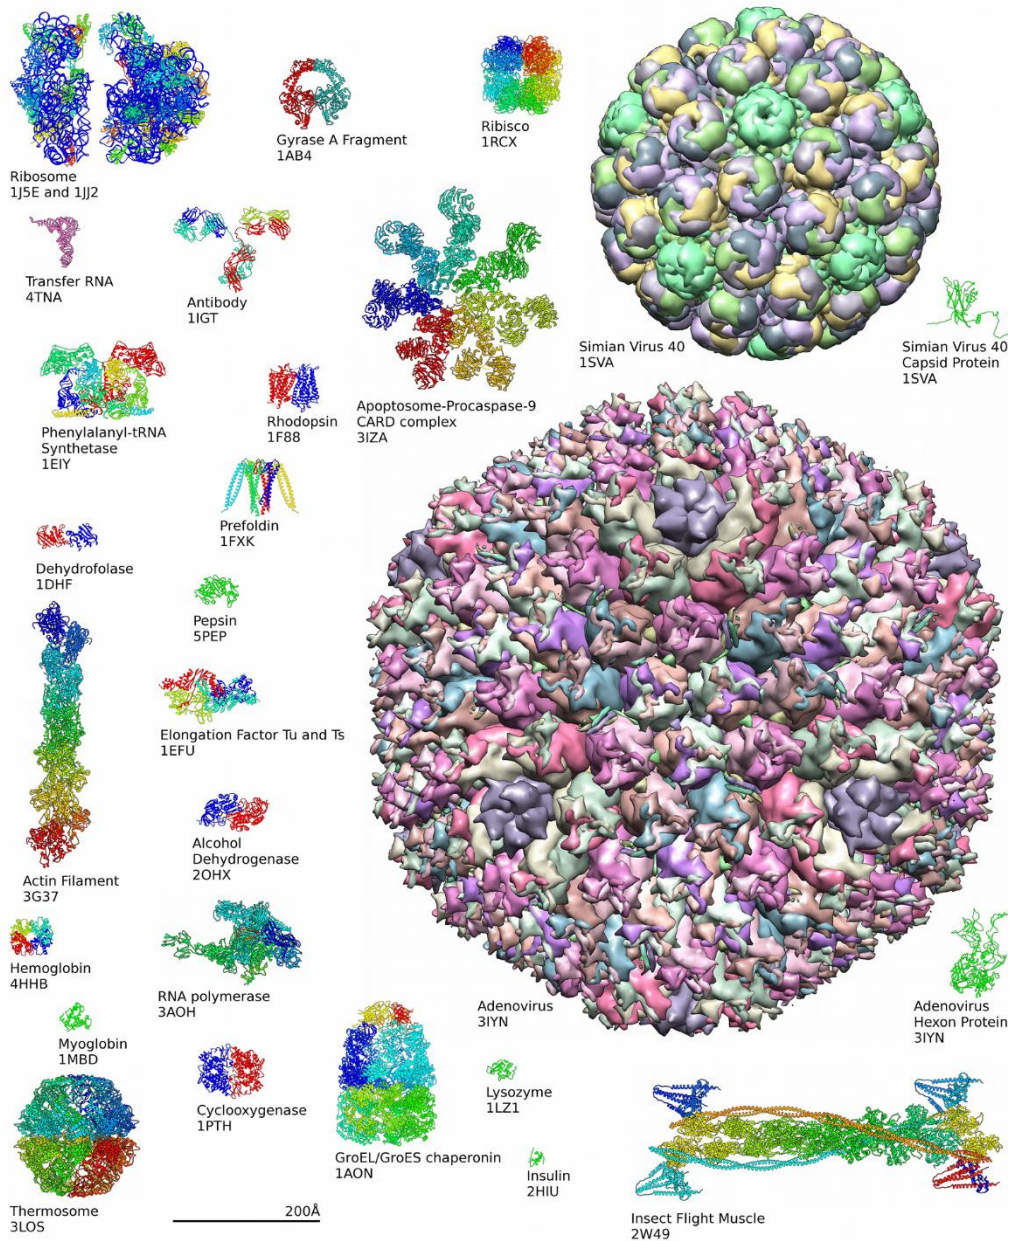 Ribosome
1J5E and 1JJ2
Gyrase A Fragment
1AB4
Ribisco
1RCX
Transfer RNA
4TNA
Antibody
1IGT
Simian Virus 40
1SVA
Simian Virus 40
Capsid Protein
1SVA
Phenylalanyl-tRNA
Synthetase
1EIY
Rhodopsin
1F88
Apoptosome-Procaspase-9
CARD complex
3IZA
Prefoldin
1FXK
Dehydrofolase
1DHF
Pepsin
5PEP
Elongation Factor Tu and Ts
1EFU
Alcohol
Dehydrogenase
2OHX
Actin Filament
3G37
Hemoglobin
4HHB
RNA polymerase
3AOH
Adenovirus
3IYN
Adenovirus
Hexon Protein
3IYN
Myoglobin
1MBD
Cyclooxygenase
1PTH
Lysozyme
1LZ1
GroEL/GroES chaperonin
1AON
Insulin
2HIU
Thermosome
3LOS
200Å
Insect Flight Muscle
2W49